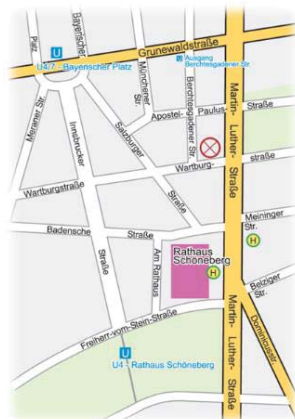 Platz
Bayerischer
Grunewaldstraße
U
U4/7 - Bayerischer Platz
Münchener
Str.
U Ausgang
Berchtesgadener Str.
Berchtesgadener Str.
Martin-
Luther-
Straße
Apostel-
Paulus
Straße
Meraner Str.
Innsbrucker
Straße
Salzburger
Straße
Wartburg-
straße
Wartburgstraße
Badensche
Straße
Meininger
Str.
H
Am Rathaus
Rathaus
Schöneberg
H
Belziger
Str.
Martin-
Luther-
Straße
Dominicusstr.
Freiherr-vom-Stein-Straße
U
U4 - Rathaus Schöneberg